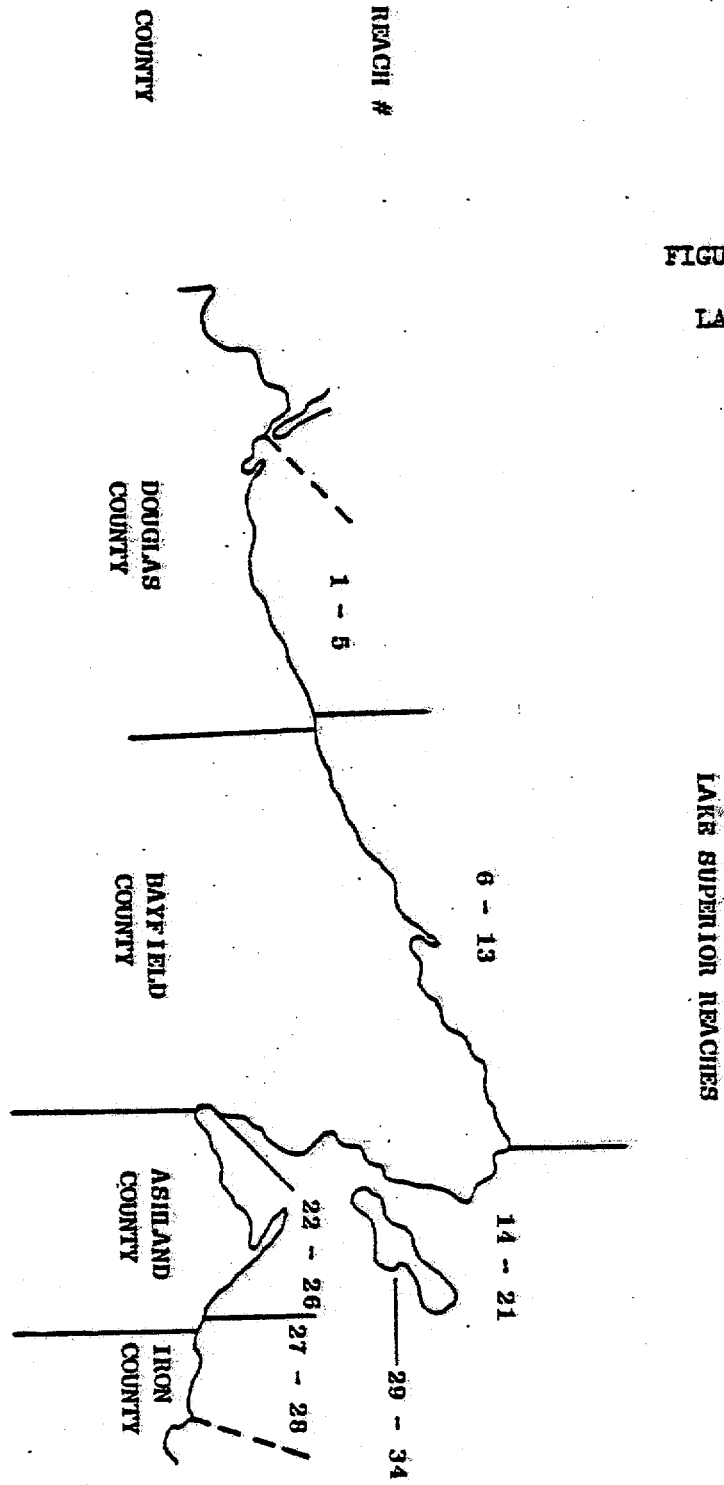 FIGU
LA
LAKE SUPERIOR REACHES
REACH #
1 - 5
6 - 13
14 - 21
22 - 26
27 - 28
29 - 34
COUNTY
DOUGLAS
COUNTY
BAYFIELD
COUNTY
ASHLAND
COUNTY
IRON
COUNTY